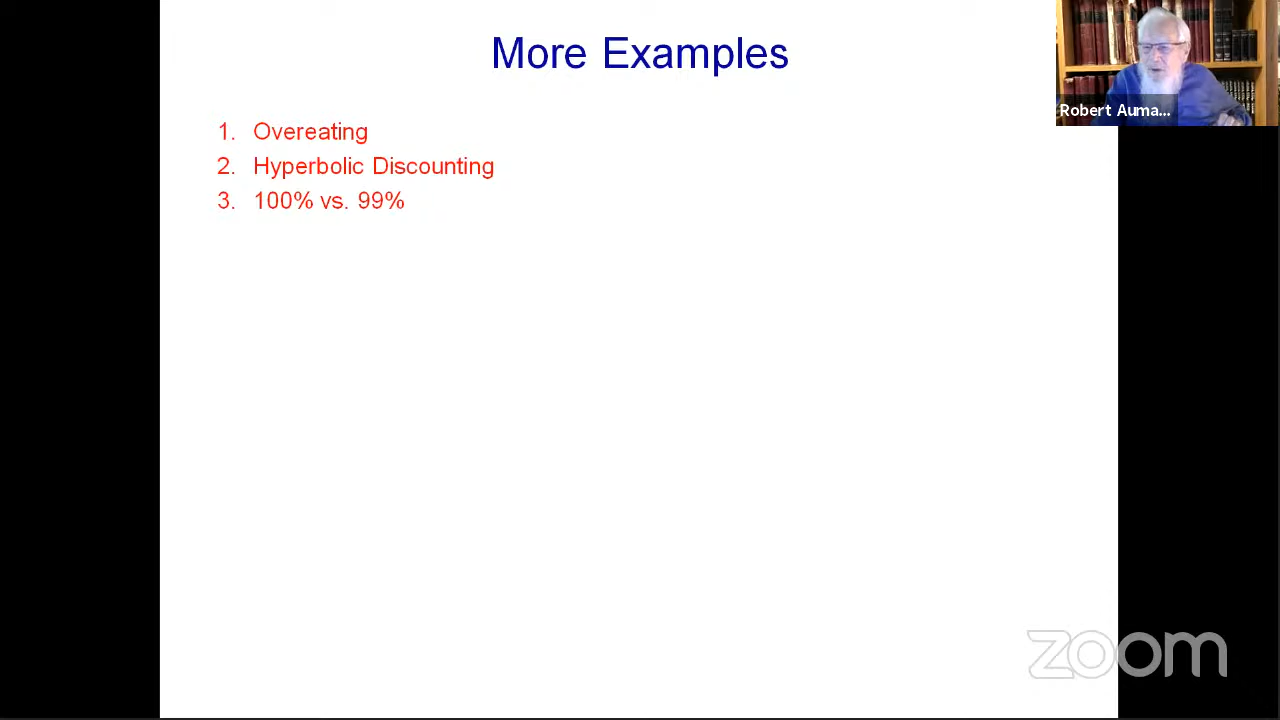 More Examples
Robert Auma...
1. Overeating
2. Hyperbolic Discounting
3. 100% vs. 99%
zoom